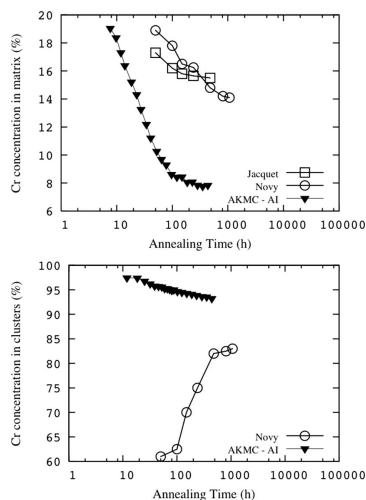 Cr concentration in matrix (%)
20
18
16
14
12
10
8
6
Jacquet
Novy
AKMC - AI
1 10 100 1000 10000 100000
Annealing Time (h)
Cr concentration in clusters (%)
100
95
90
85
80
75
70
65
60
Novy
AKMC - AI
1 10 100 1000 10000 100000
Annealing Time (h)